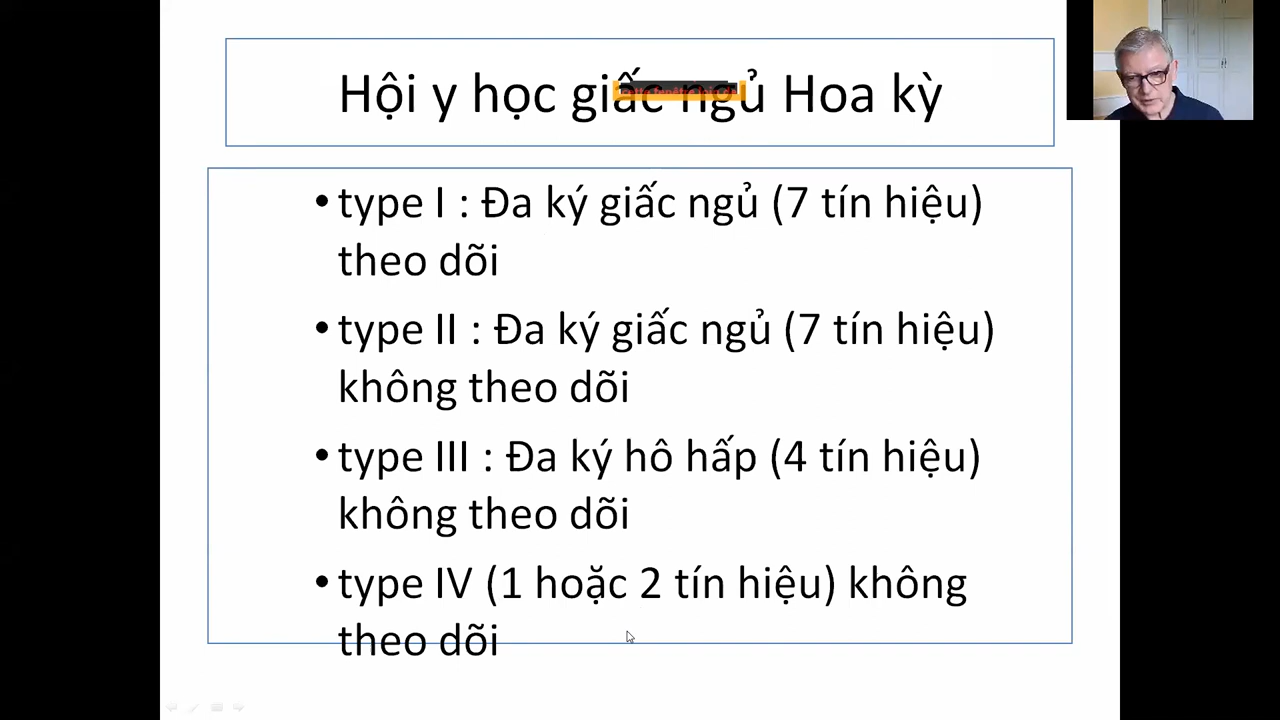 Hội y học giấc ngủ Hoa kỳ
• type I : Đa ký giấc ngủ (7 tín hiệu)
theo dõi
• type II : Đa ký giấc ngủ (7 tín hiệu)
không theo dõi
• type III : Đa ký hô hấp (4 tín hiệu)
không theo dõi
• type IV (1 hoặc 2 tín hiệu) không
theo dõi